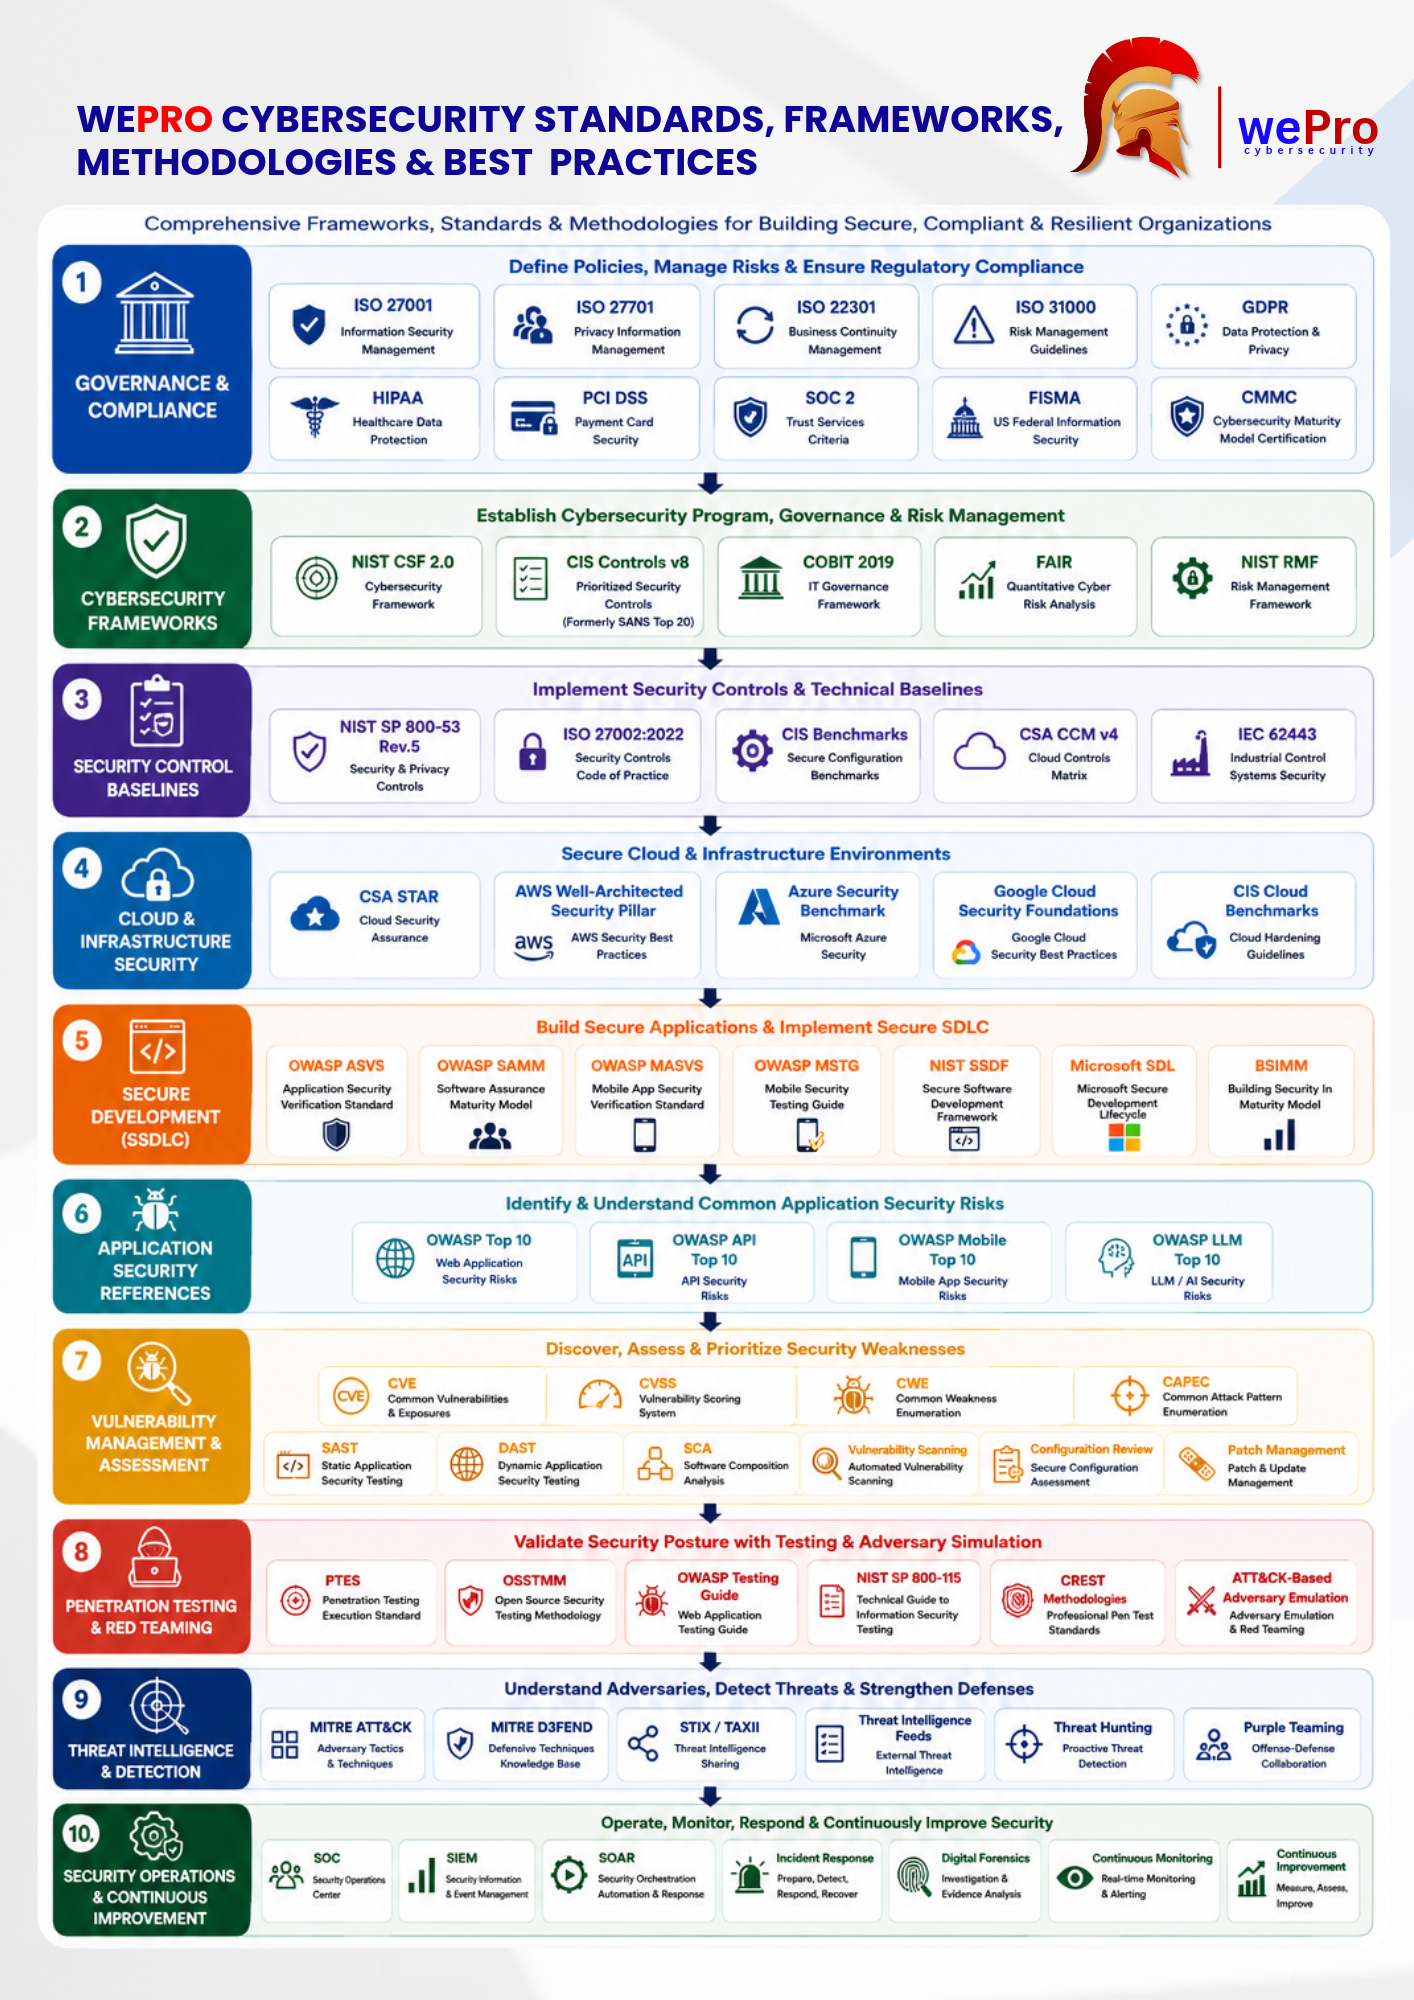 WEPRO CYBERSECURITY STANDARDS, FRAMEWORKS,
METHODOLOGIES & BEST PRACTICES
wePro
cybersecurity
Comprehensive Frameworks, Standards & Methodologies for Building Secure, Compliant & Resilient Organizations
1
GOVERNANCE &
COMPLIANCE
Define Policies, Manage Risks & Ensure Regulatory Compliance
ISO 27001
Information Security
Management
ISO 27701
Privacy Information
Management
ISO 22301
Business Continuity
Management
ISO 31000
Risk Management
Guidelines
GDPR
Data Protection &
Privacy
HIPAA
Healthcare Data
Protection
PCI DSS
Payment Card
Security
SOC 2
Trust Services
Criteria
FISMA
US Federal Information
Security
CMMC
Cybersecurity Maturity
Model Certification
2
CYBERSECURITY
FRAMEWORKS
Establish Cybersecurity Program, Governance & Risk Management
NIST CSF 2.0
Cybersecurity
Framework
CIS Controls v8
Prioritized Security
Controls
(Formerly SANS Top 20)
COBIT 2019
IT Governance
Framework
FAIR
Quantitative Cyber
Risk Analysis
NIST RMF
Risk Management
Framework
3
SECURITY CONTROL
BASELINES
Implement Security Controls & Technical Baselines
NIST SP 800-53
Rev.5
Security & Privacy
Controls
ISO 27002:2022
Security Controls
Code of Practice
CIS Benchmarks
Secure Configuration
Benchmarks
CSA CCM v4
Cloud Controls
Matrix
IEC 62443
Industrial Control
Systems Security
4
CLOUD &
INFRASTRUCTURE
SECURITY
Secure Cloud & Infrastructure Environments
CSA STAR
Cloud Security
Assurance
AWS Well-Architected
Security Pillar
aws
AWS Security Best
Practices
Azure Security
Benchmark
Microsoft Azure
Security
Google Cloud
Security Foundations
Google Cloud
Security Best Practices
CIS Cloud
Benchmarks
Cloud Hardening
Guidelines
5
</>
SECURE
DEVELOPMENT
(SSDLC)
Build Secure Applications & Implement Secure SDLC
OWASP ASVS
Application Security
Verification Standard
OWASP SAMM
Software Assurance
Maturity Model
OWASP MASVS
Mobile App Security
Verification Standard
OWASP MSTG
Mobile Security
Testing Guide
NIST SSDF
Secure Software
Development
Framework
</>
Microsoft SDL
Microsoft Secure
Development
Lifecycle
BSIMM
Building Security In
Maturity Model
6
APPLICATION
SECURITY
REFERENCES
Identify & Understand Common Application Security Risks
OWASP Top 10
Web Application
Security Risks
API
OWASP API
Top 10
API Security
Risks
OWASP Mobile
Top 10
Mobile App Security
Risks
OWASP LLM
Top 10
LLM / AI Security
Risks
7
VULNERABILITY
MANAGEMENT &
ASSESSMENT
Discover, Assess & Prioritize Security Weaknesses
CVE
CVE
Common Vulnerabilities
& Exposures
CVSS
Vulnerability Scoring
System
CWE
Common Weakness
Enumeration
CAPEC
Common Attack Pattern
Enumeration
</>
SAST
Static Application
Security Testing
DAST
Dynamic Application
Security Testing
SCA
Software Composition
Analysis
Vulnerability Scanning
Automated Vulnerability
Scanning
Configuraition Review
Secure Configuration
Assessment
Patch Management
Patch & Update
Management
8
PENETRATION TESTING
& RED TEAMING
Validate Security Posture with Testing & Adversary Simulation
PTES
Penetration Testing
Execution Standard
OSSTMM
Open Source Security
Testing Methodology
OWASP Testing
Guide
Web Application
Testing Guide
NIST SP 800-115
Technical Guide to
Information Security
Testing
CREST
Methodologies
Professional Pen Test
Standards
ATT&CK-Based
Adversary Emulation
Adversary Emulation
& Red Teaming
9
THREAT INTELLIGENCE
& DETECTION
Understand Adversaries, Detect Threats & Strengthen Defenses
MITRE ATT&CK
Adversary Tactics
& Techniques
MITRE D3FEND
Defensive Techniques
Knowledge Base
STIX / TAXII
Threat Intelligence
Sharing
Threat Intelligence
Feeds
External Threat
Intelligence
Threat Hunting
Proactive Threat
Detection
Purple Teaming
Offense-Defense
Collaboration
10.
SECURITY OPERATIONS
& CONTINUOUS
IMPROVEMENT
Operate, Monitor, Respond & Continuously Improve Security
SOC
Security Operations
Center
SIEM
Security Information
& Event Management
SOAR
Security Orchestration
Automation & Response
Incident Response
Prepare, Detect,
Respond, Recover
Digital Forensics
Investigation &
Evidence Analysis
Continuous Monitoring
Real-time Monitoring
& Alerting
Continuous
Improvement
Measure, Assess,
Improve